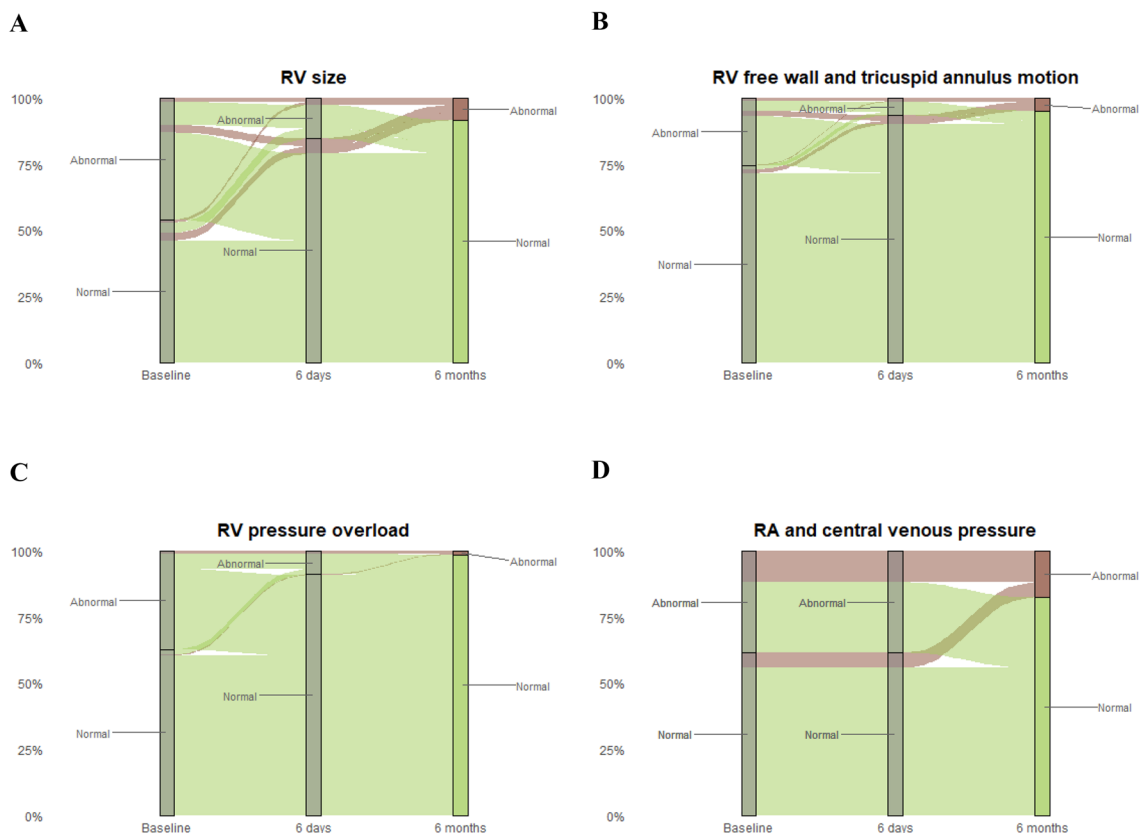 A
RV size
100%
75%
50%
25%
0%
Abnormal
Normal
Abnormal
Normal
Abnormal
Normal
Baseline
6 days
6 months
B
RV free wall and tricuspid annulus motion
100%
75%
50%
25%
0%
Abnormal
Normal
Abnormal
Normal
Abnormal
Normal
Baseline
6 days
6 months
C
RV pressure overload
100%
75%
50%
25%
0%
Abnormal
Normal
Abnormal
Normal
Abnormal
Normal
Baseline
6 days
6 months
D
RA and central venous pressure
100%
75%
50%
25%
0%
Abnormal
Normal
Abnormal
Normal
Abnormal
Normal
Baseline
6 days
6 months